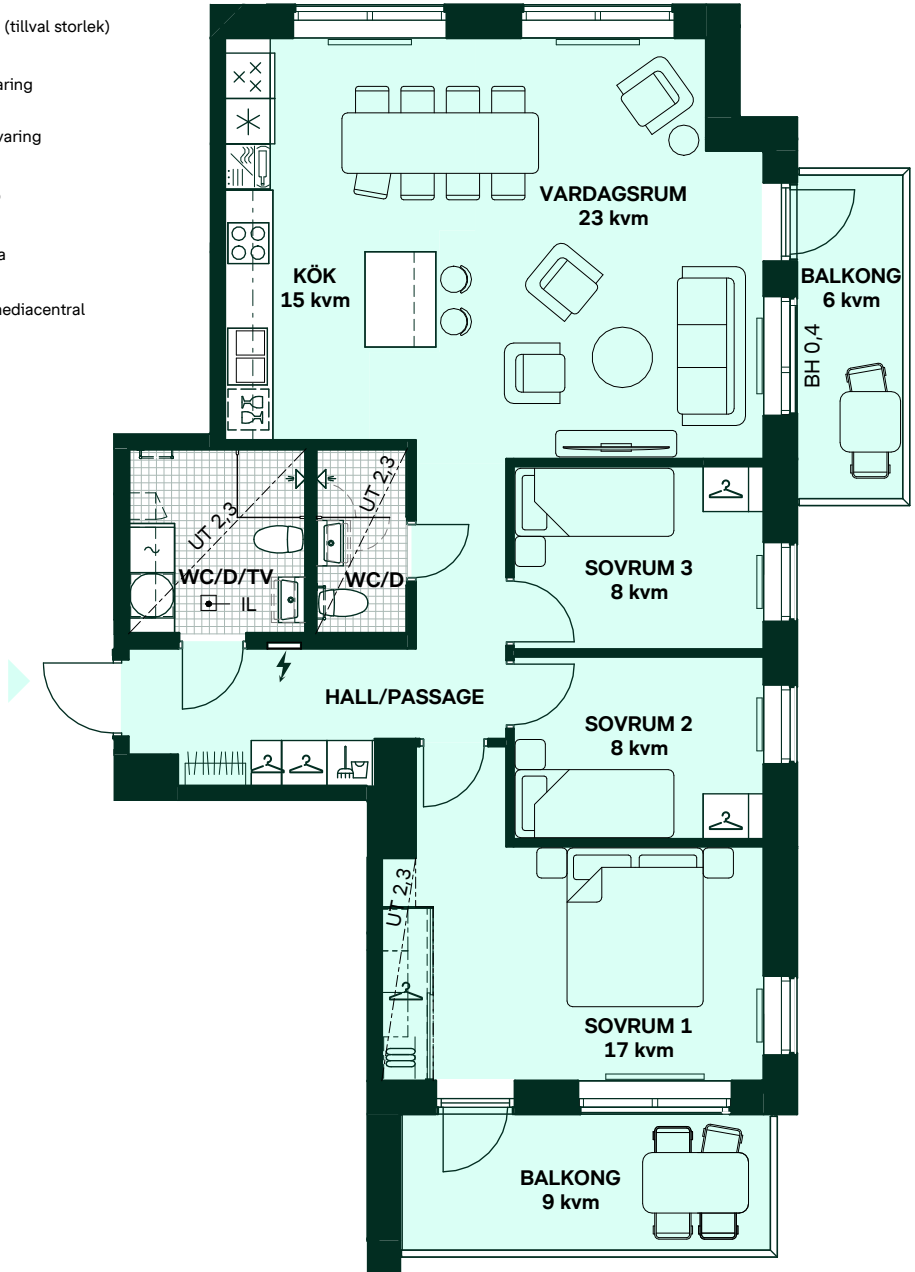 (tillval storlek)
aring
varing
a
nediacentral
VARDAGSRUM
23 kvm
KÖK
15 kvm
BALKONG
6 kvm
BH 0,4
UT 2,3
UT 2,3
WC/D/TV
IL
WC/D
SOVRUM 3
8 kvm
HALL/PASSAGE
SOVRUM 2
8 kvm
UT 2,3
SOVRUM 1
17 kvm
BALKONG
9 kvm